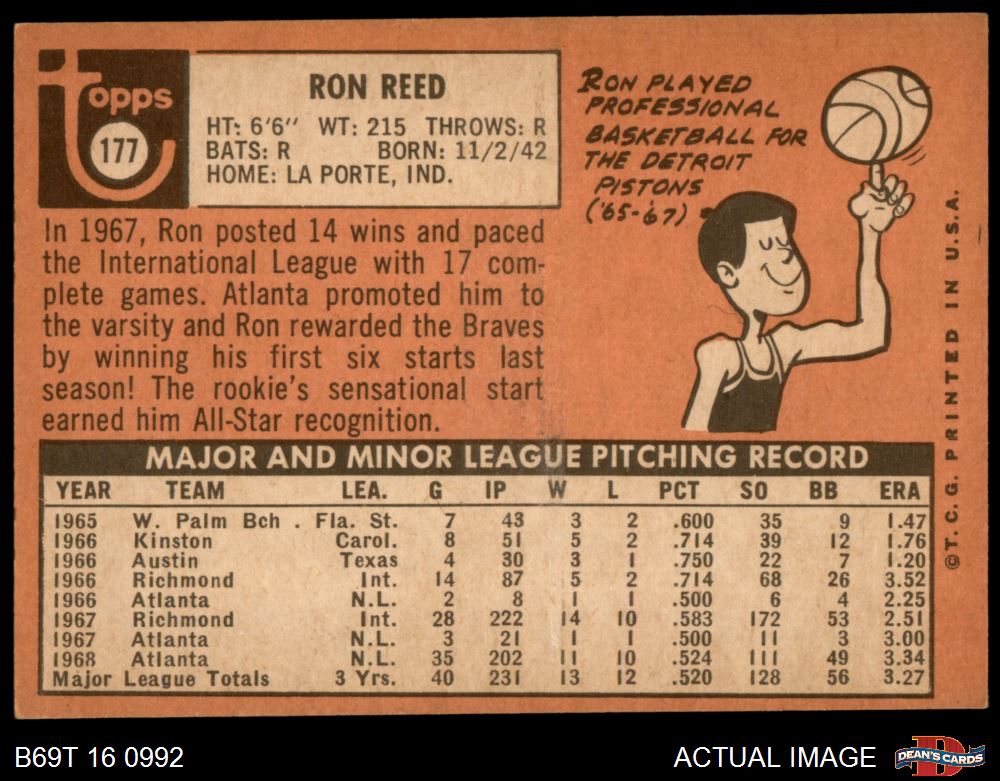 topps
177
RON REED
HT: 6'6" WT: 215 THROWS: R
BATS: R BORN: 11/2/42
HOME: LA PORTE, IND.
RON PLAYED
PROFESSIONAL
BASKETBALL FOR
THE DETROIT
PISTONS
('65-'67)
In 1967, Ron posted 14 wins and paced
the International League with 17 com-
plete games. Atlanta promoted him to
the varsity and Ron rewarded the Braves
by winning his first six starts last
season! The rookie's sensational start
earned him All-Star recognition.
MAJOR AND MINOR LEAGUE PITCHING RECORD
YEAR TEAM LEA. G IP W L PCT SO BB ERA
1965 W. Palm Bch . Fla. St. 7 43 3 2 .600 35 9 1.47
1966 Kinston Carol. 8 51 5 2 .714 39 12 1.76
1966 Austin Texas 4 30 3 1 .750 22 7 1.20
1966 Richmond Int. 14 87 5 2 .714 68 26 3.52
1966 Atlanta N.L. 2 8 1 1 .500 6 4 2.25
1967 Richmond Int. 28 222 14 10 .583 172 53 2.51
1967 Atlanta N.L. 3 21 1 1 .500 11 3 3.00
1968 Atlanta N.L. 35 202 11 10 .524 111 49 3.34
Major League Totals 3 Yrs. 40 231 13 12 .520 128 56 3.27
©T. C. G. PRINTED IN U.S.A.
B69T 16 0992
ACTUAL IMAGE
D
DEAN'S CARDS